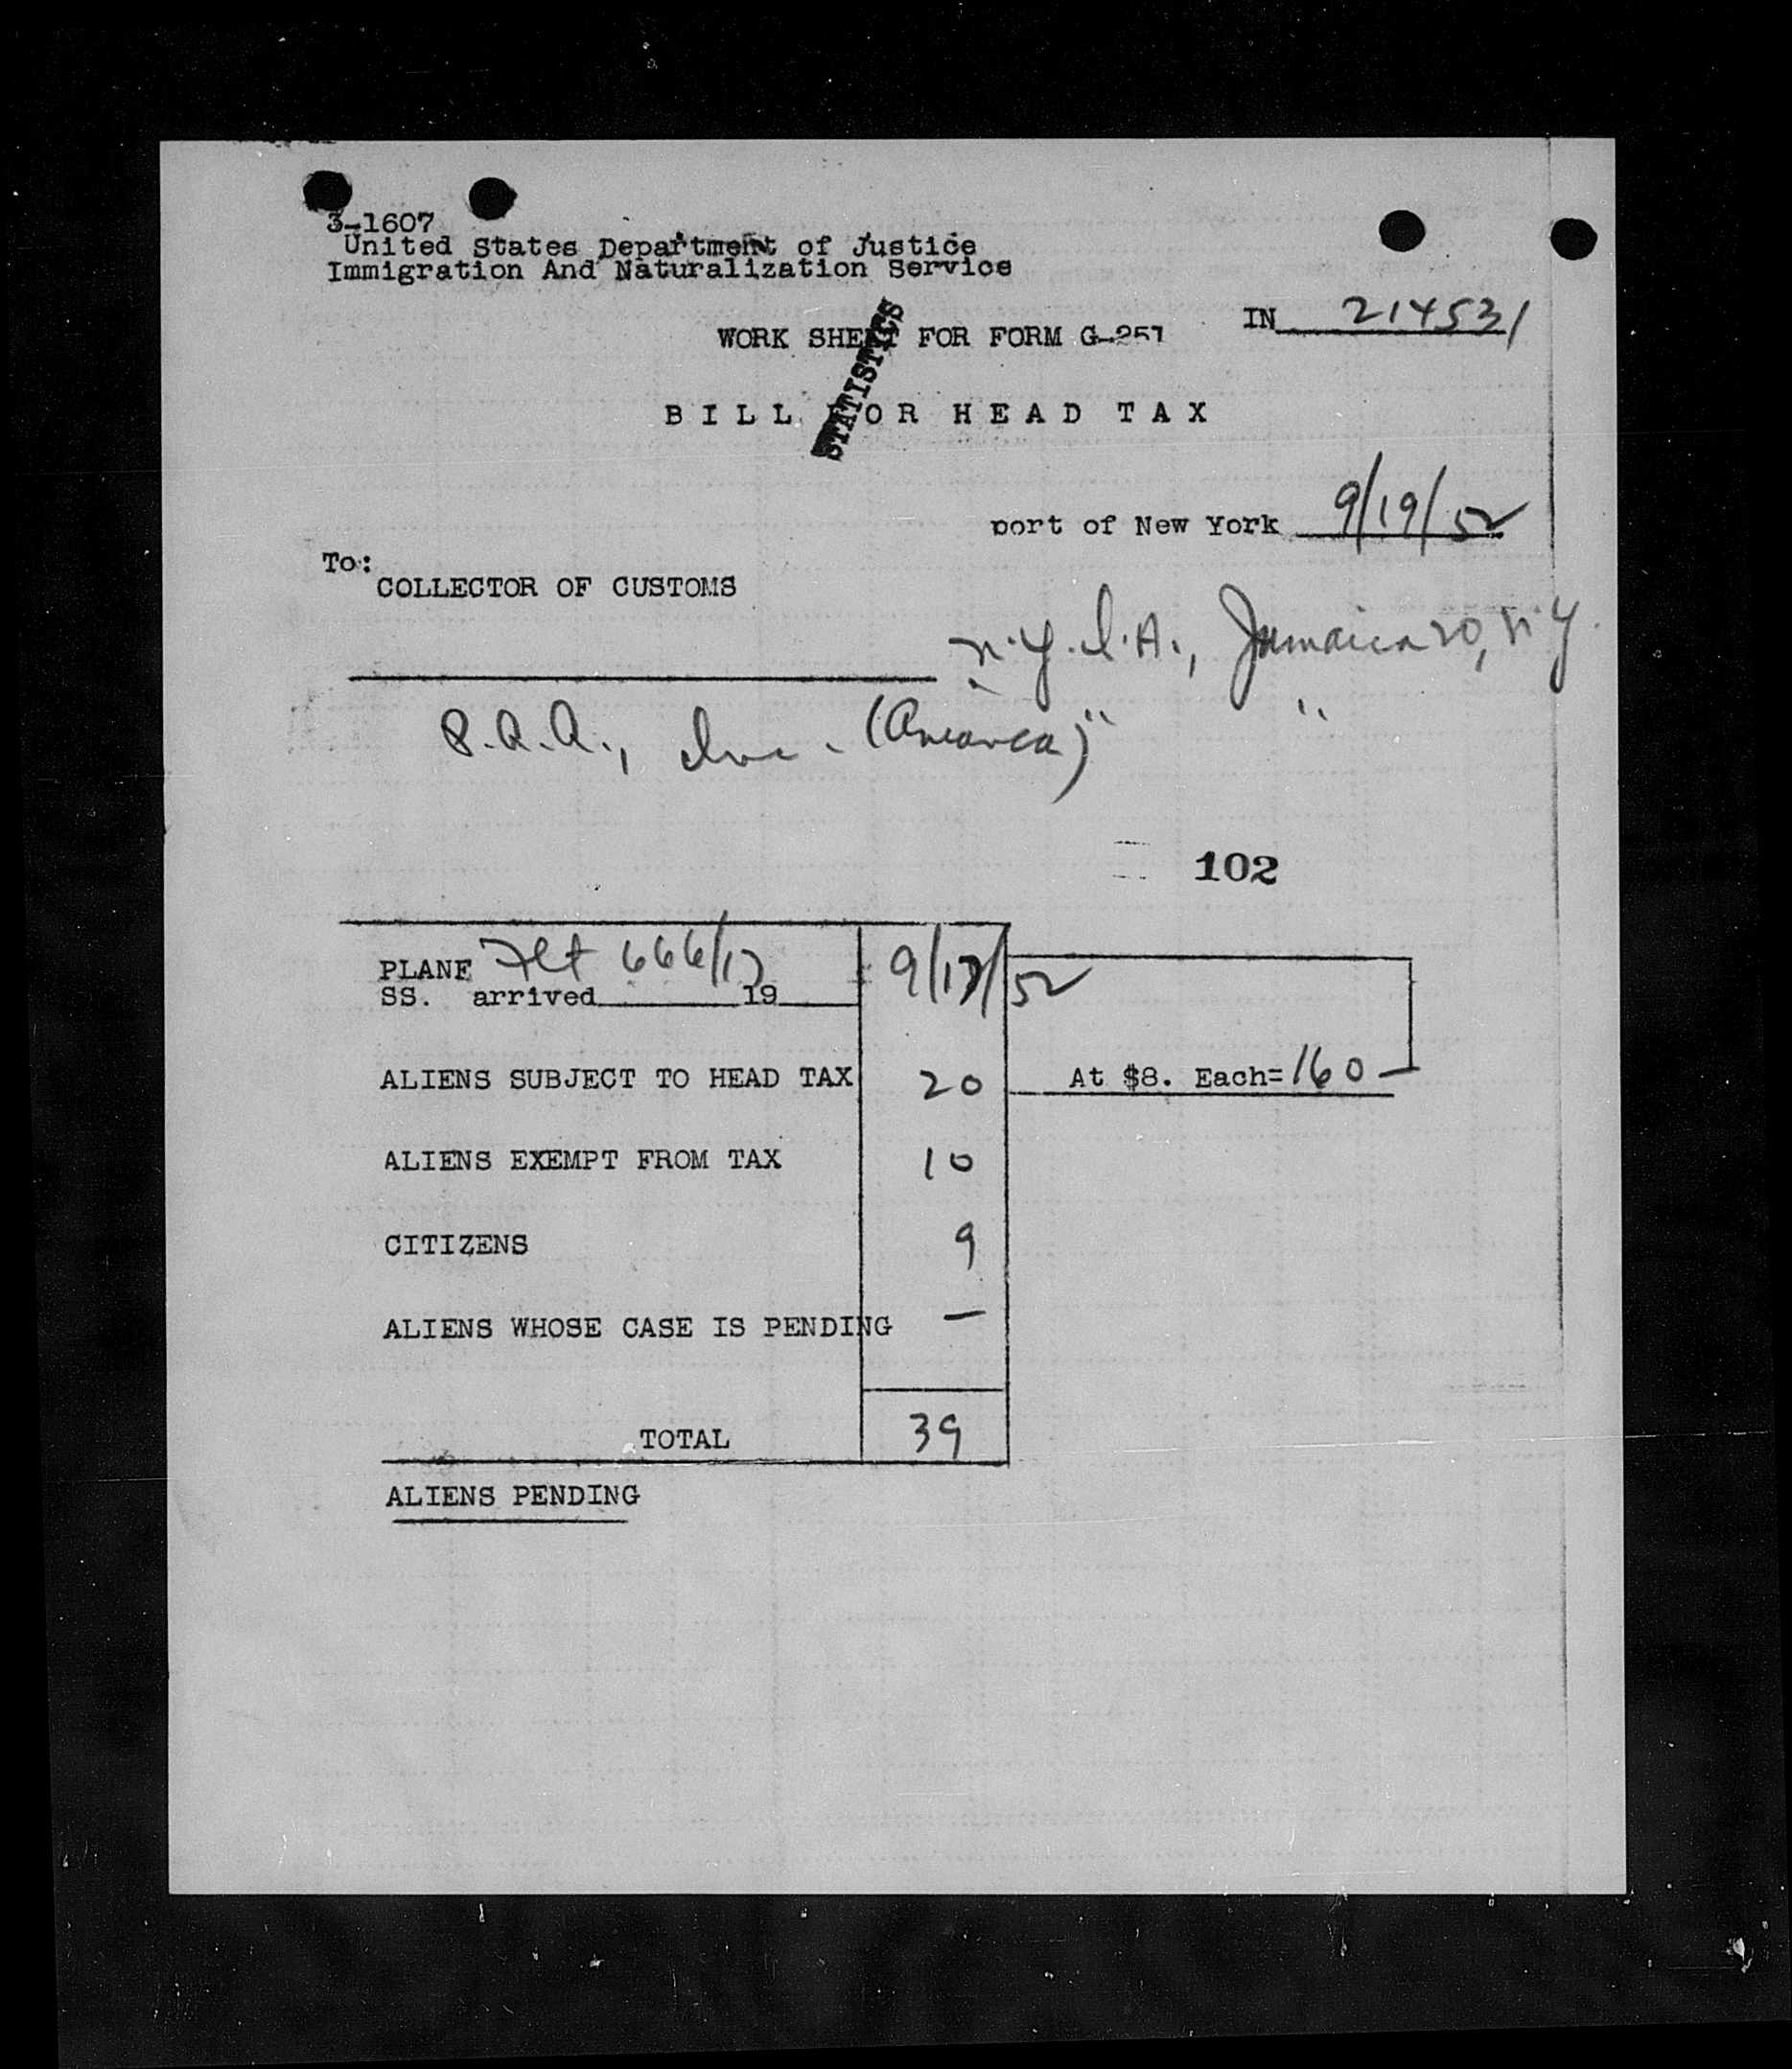 3-1607
United States Department of Justice
Immigration And Naturalization Service
IN 214531
WORK SHEET FOR FORM G-251
STATISTICS
BILL FOR HEAD TAX
port of New York 9/19/52
To:
COLLECTOR OF CUSTOMS
N.Y.I.A., Jamaica 20, N.Y.
P.A.A., Inc. " "
102
PLANE Flt 666/17 9/17/52
SS. arrived 19
ALIENS SUBJECT TO HEAD TAX 20 At $8. Each= 160 —
ALIENS EXEMPT FROM TAX 10
CITIZENS 9
ALIENS WHOSE CASE IS PENDING —
TOTAL 39
ALIENS PENDING